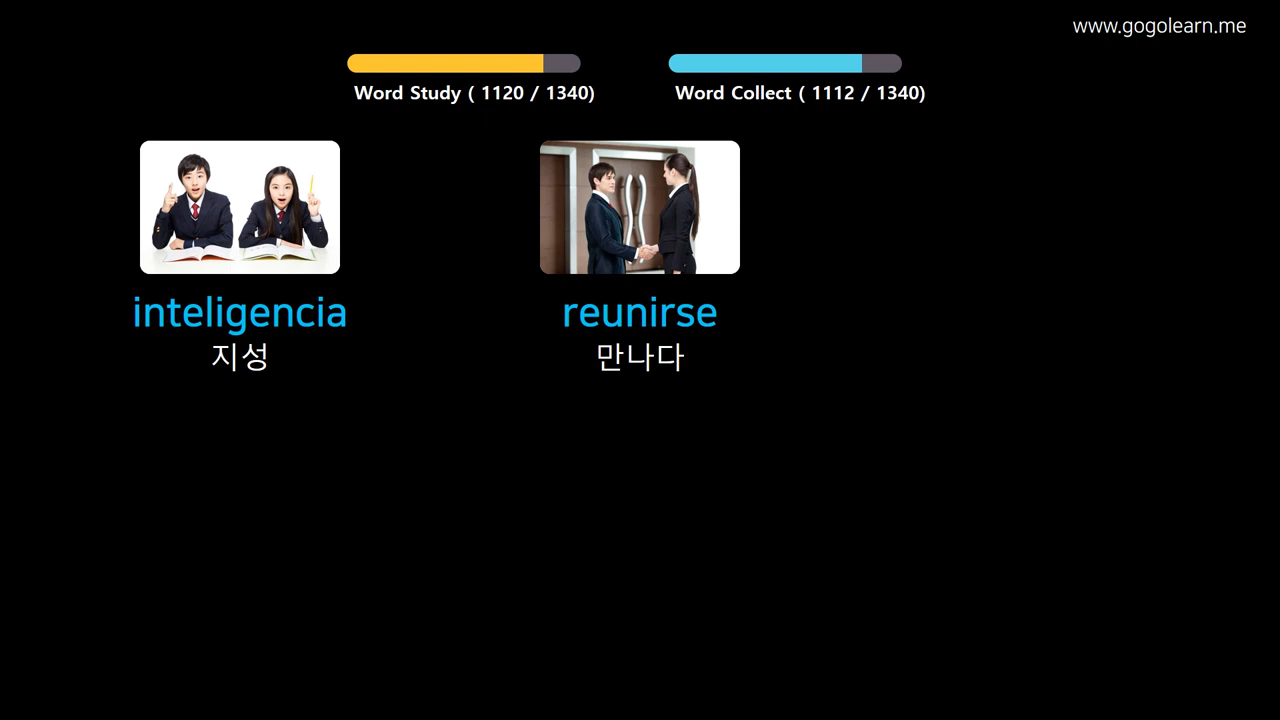 www.gogolearn.me
Word Study ( 1120 / 1340)
Word Collect ( 1112 / 1340)
inteligencia
지성
reunirse
만나다